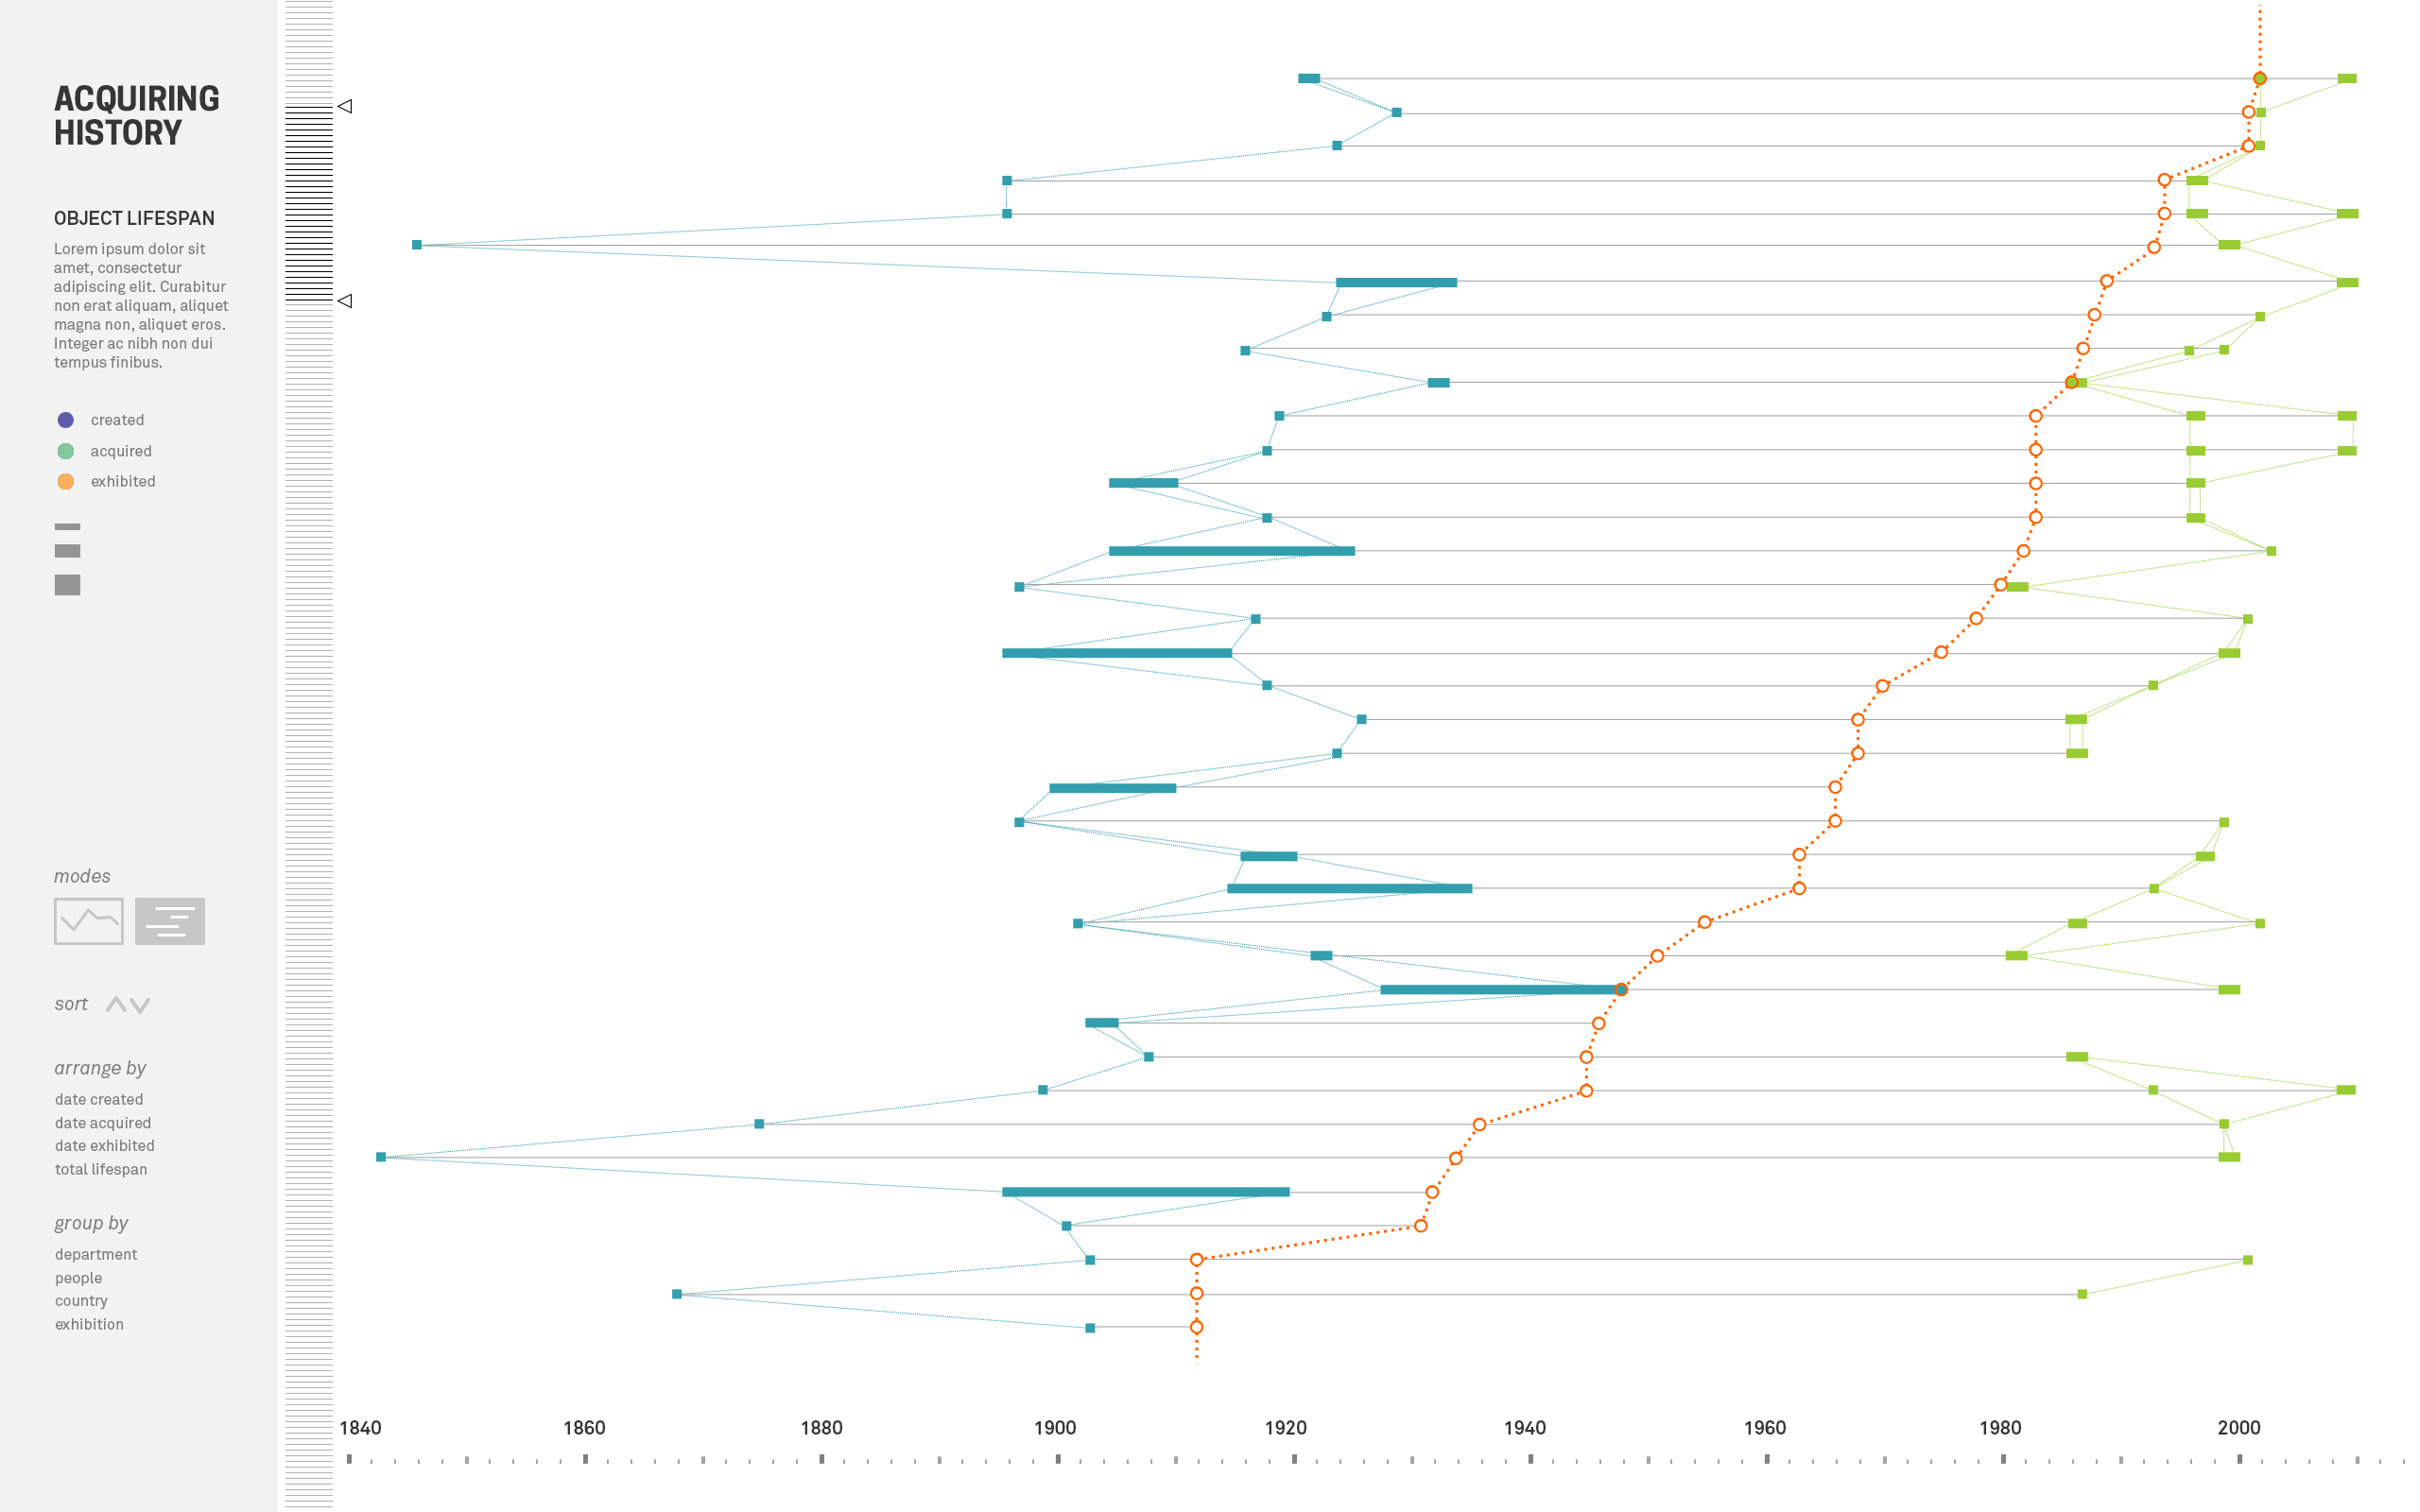 ACQUIRING
HISTORY
OBJECT LIFESPAN
Lorem ipsum dolor sit
amet, consectetur
adipiscing elit. Curabitur
non erat aliquam, aliquet
magna non, aliquet eros.
Integer ac nibh non dui
tempus finibus.
created
acquired
exhibited
modes
sort
arrange by
date created
date acquired
date exhibited
total lifespan
group by
department
people
country
exhibition
1840 1860 1880 1900 1920 1940 1960 1980 2000